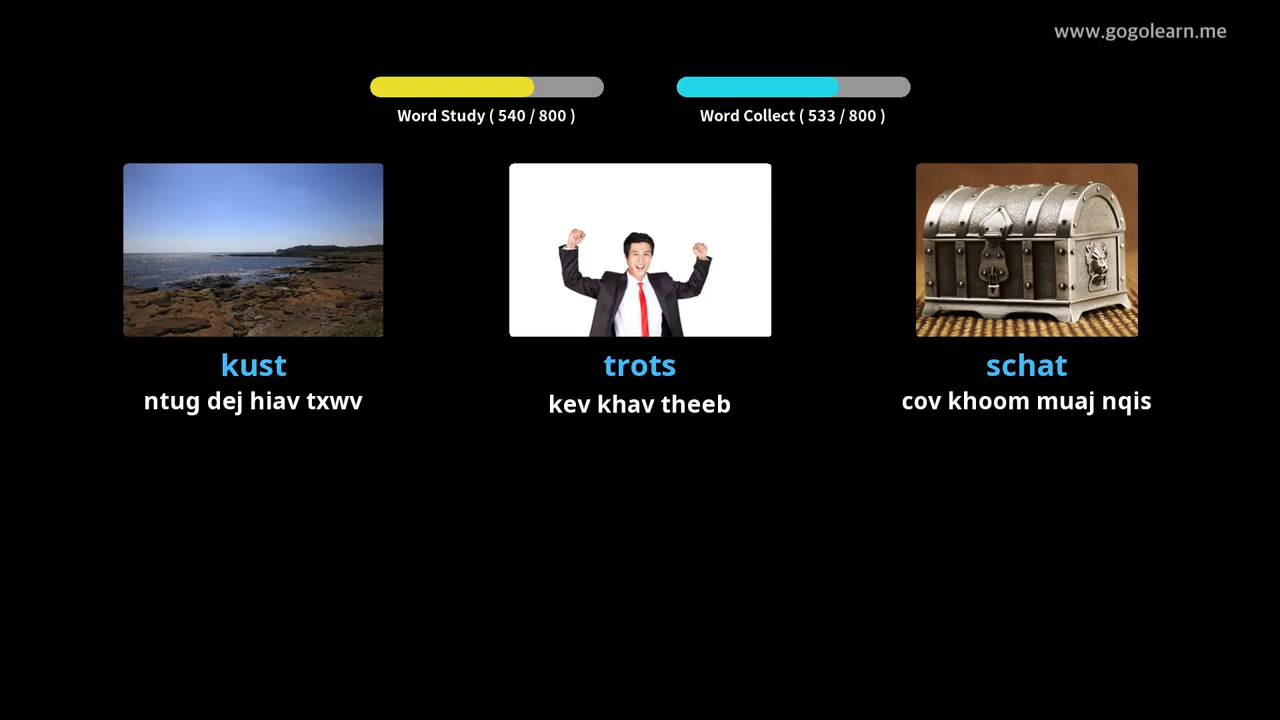 www.gogolearn.me
Word Study ( 540 / 800 )
Word Collect ( 533 / 800 )
kust
ntug dej hiav txwv
trots
kev khav theeb
schat
cov khoom muaj nqis